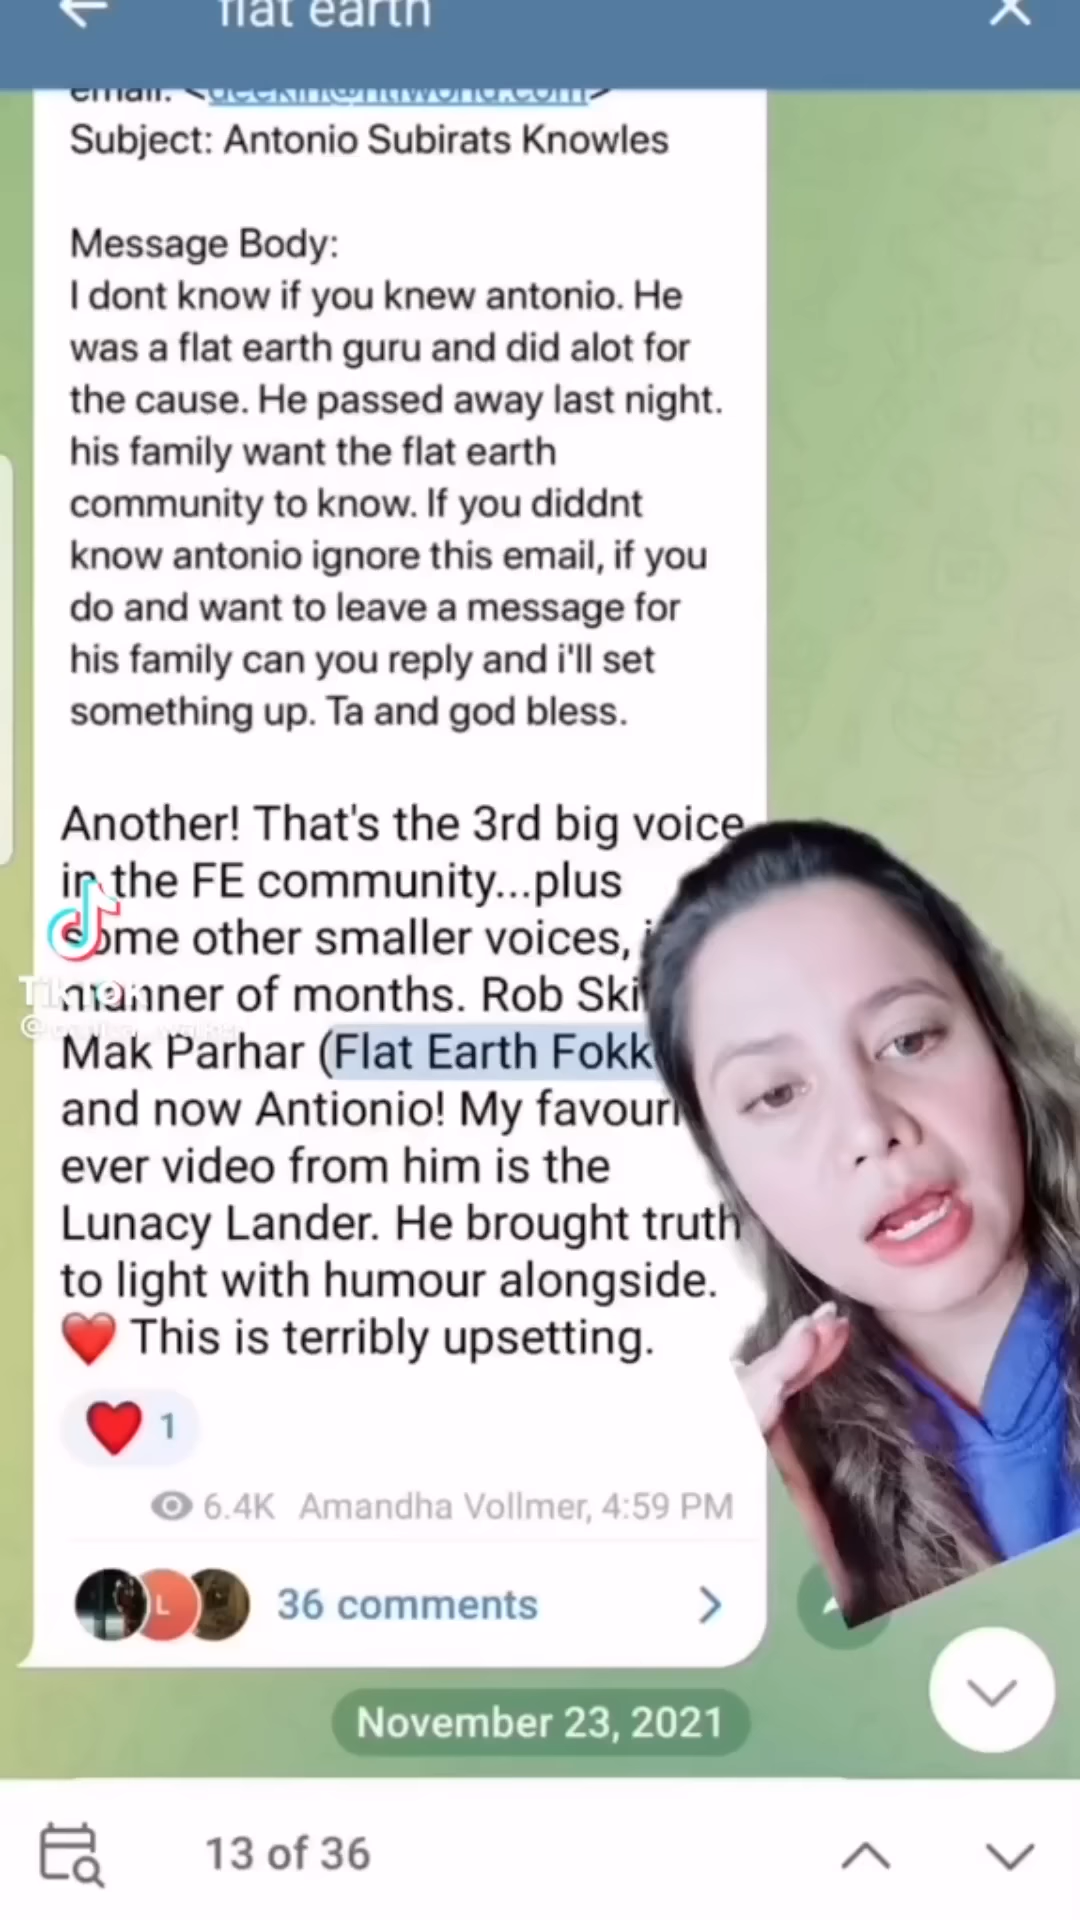 flat earth
email: <
Subject: Antonio Subirats Knowles
Message Body:
I dont know if you knew antonio. He
was a flat earth guru and did alot for
the cause. He passed away last night.
his family want the flat earth
community to know. If you diddnt
know antonio ignore this email, if you
do and want to leave a message for
his family can you reply and i'll set
something up. Ta and god bless.
Another! That's the 3rd big voice
in the FE community...plus
some other smaller voices,
manner of months. Rob Ski
Mak Parhar (Flat Earth Fokk
and now Antionio! My favouri
ever video from him is the
Lunacy Lander. He brought truth
to light with humour alongside.
❤️ This is terribly upsetting.
❤️ 1
6.4K Amandha Vollmer, 4:59 PM
L
36 comments
November 23, 2021
13 of 36
TikTok